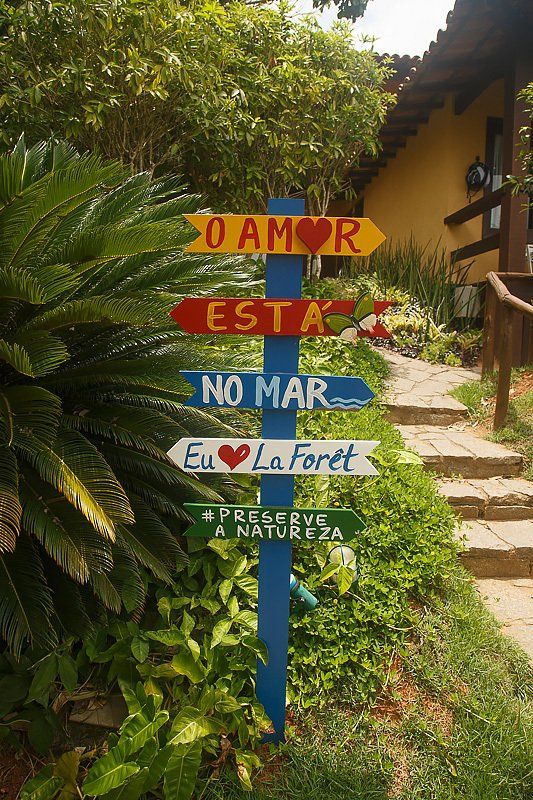 O AM❤R
ESTÁ
NO MAR
Eu ❤ La Forêt
#PRESERVE
A NATUREZA